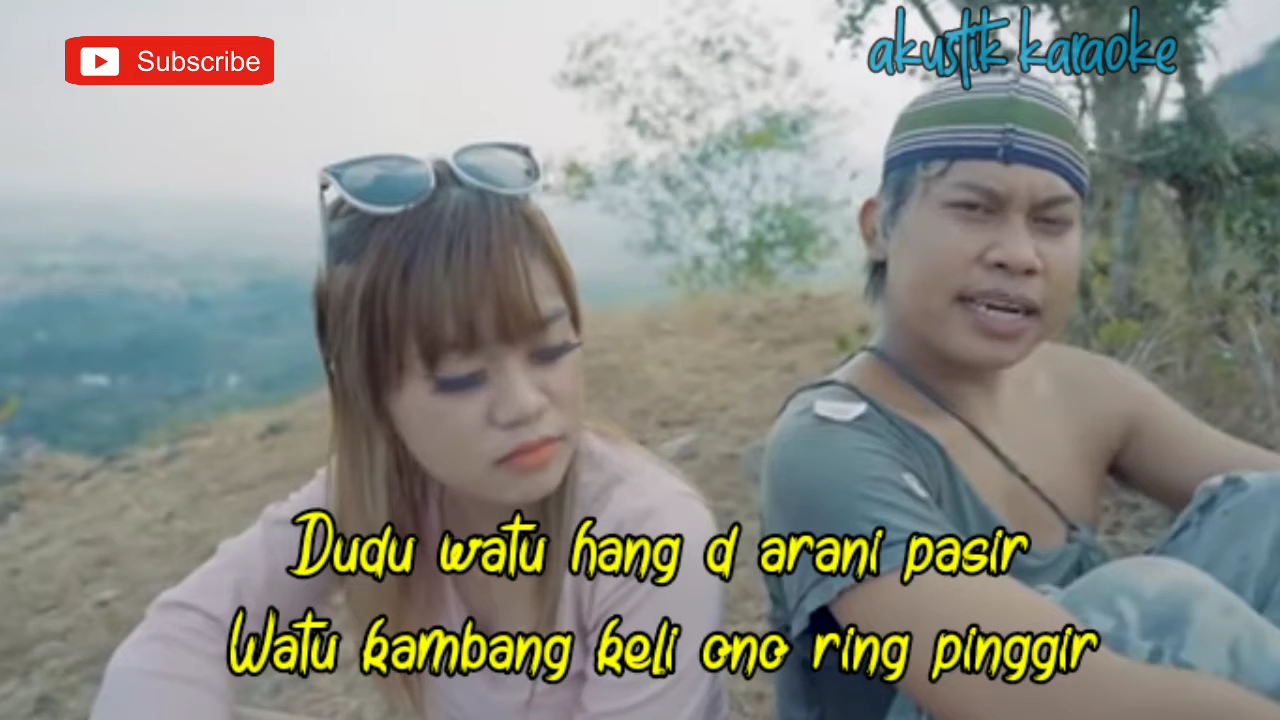 Subscribe
akustik karaoke
Dudu watu hang d arani pasir
Watu kambang keli ono ring pinggir